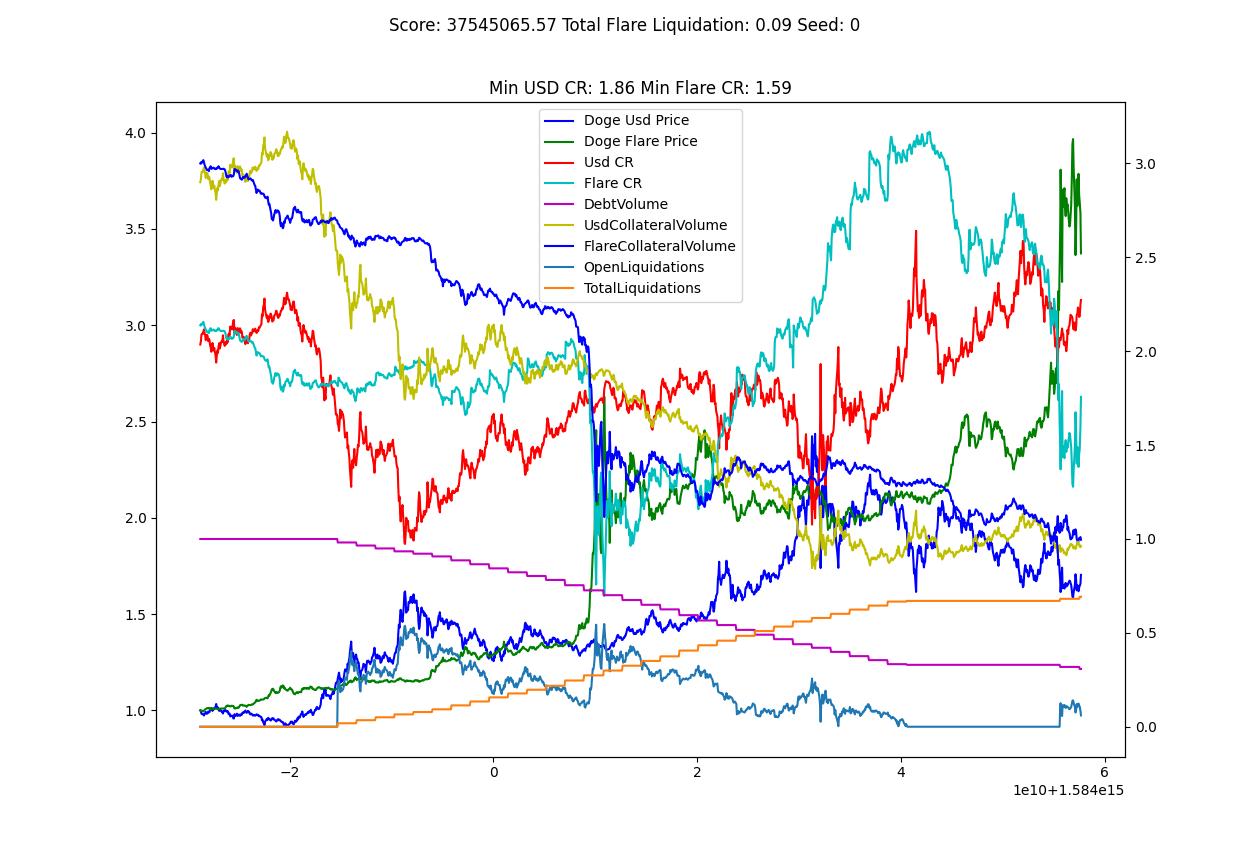 Score: 37545065.57 Total Flare Liquidation: 0.09 Seed: 0
Min USD CR: 1.86 Min Flare CR: 1.59
Doge Usd Price
Doge Flare Price
Usd CR
Flare CR
DebtVolume
UsdCollateralVolume
FlareCollateralVolume
OpenLiquidations
TotalLiquidations
4.0
3.5
3.0
2.5
2.0
1.5
1.0
3.0
2.5
2.0
1.5
1.0
0.5
0.0
−2
0
2
4
6
1e10+1.584e15